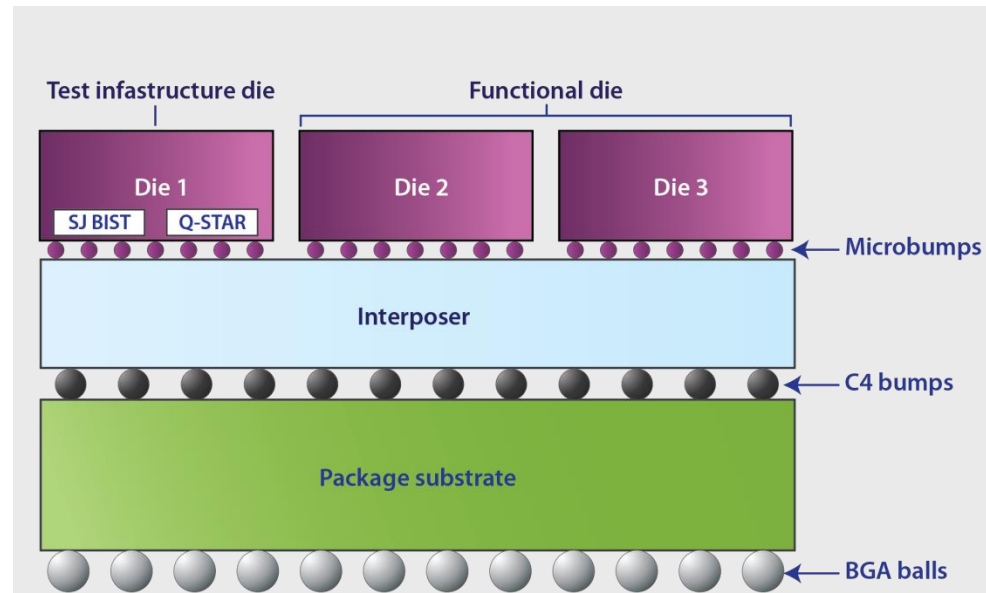 Test infastructure die
Functional die
Die 1
Die 2
Die 3
SJ BIST
Q-STAR
Microbumps
Interposer
C4 bumps
Package substrate
BGA balls